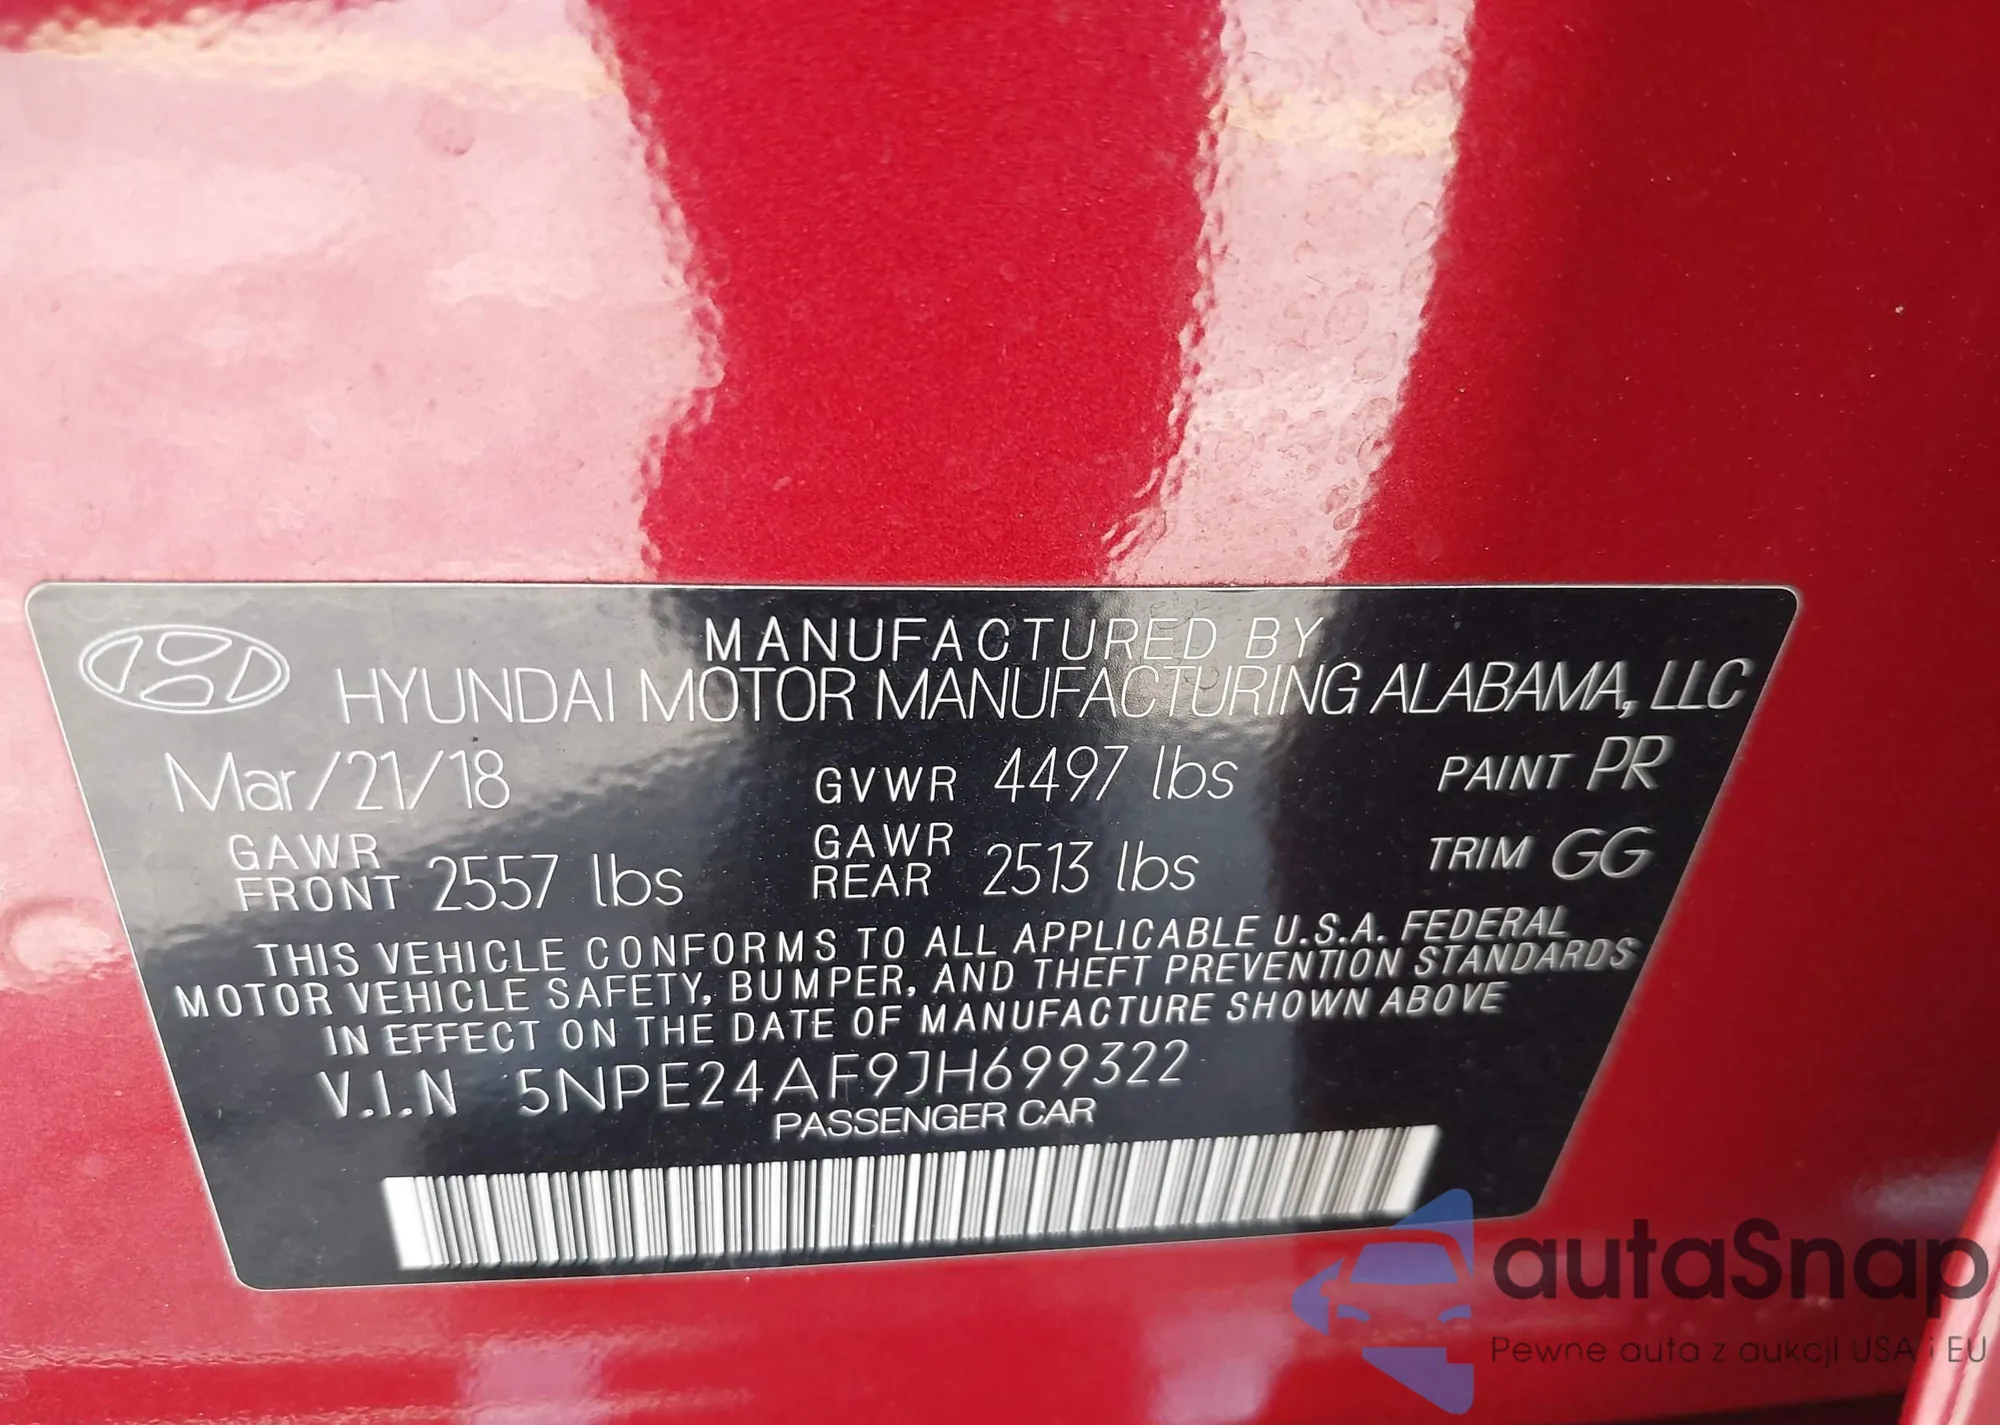 MANUFACTURED BY
HYUNDAI MOTOR MANUFACTURING ALABAMA, LLC
Mar/21/18 GVWR 4497 lbs PAINT PR
GAWR FRONT 2557 lbs GAWR REAR 2513 lbs TRIM GG
THIS VEHICLE CONFORMS TO ALL APPLICABLE U.S.A. FEDERAL
MOTOR VEHICLE SAFETY, BUMPER, AND THEFT PREVENTION STANDARDS
IN EFFECT ON THE DATE OF MANUFACTURE SHOWN ABOVE
V.I.N 5NPE24AF9JH699322
PASSENGER CAR
autaSnap
Pewne auta z aukcji USA i EU